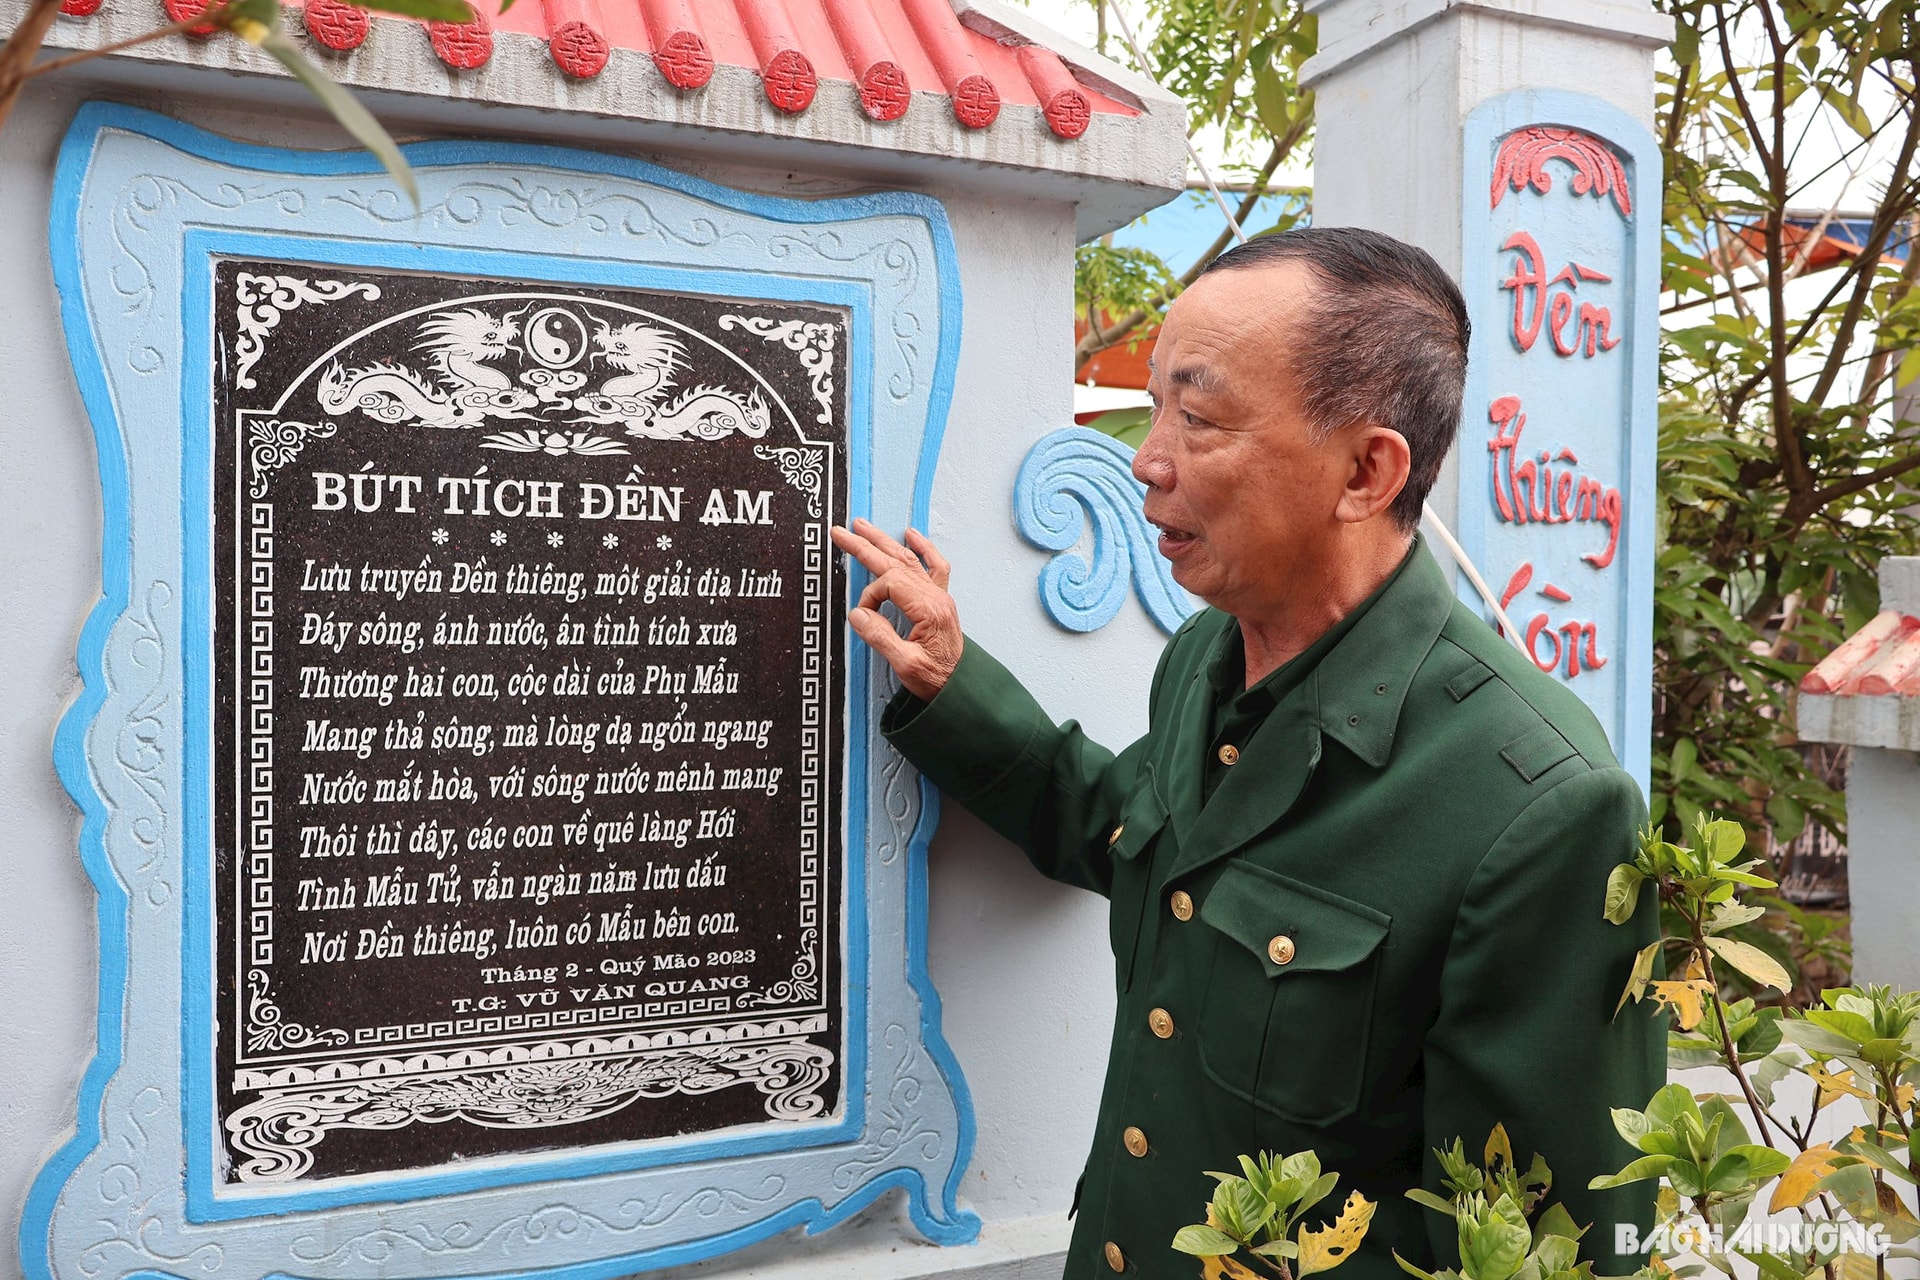 BÚT TÍCH ĐỀN AM
* * * * *
Lưu truyền Đền thiêng, một giải địa linh
Đáy sông, ánh nước, ân tình tích xưa
Thương hai con, cộc dài của Phụ Mẫu
Mang thả sông, mà lòng dạ ngổn ngang
Nước mắt hòa, với sông nước mênh mang
Thôi thì đây, các con về quê làng Hới
Tình Mẫu Tử, vẫn ngàn năm lưu dấu
Nơi Đền thiêng, luôn có Mẫu bên con.
Tháng 2 - Quý Mão 2023
T.G: VŨ VĂN QUANG
Đền
thiêng
BÁO HẢI DƯƠNG